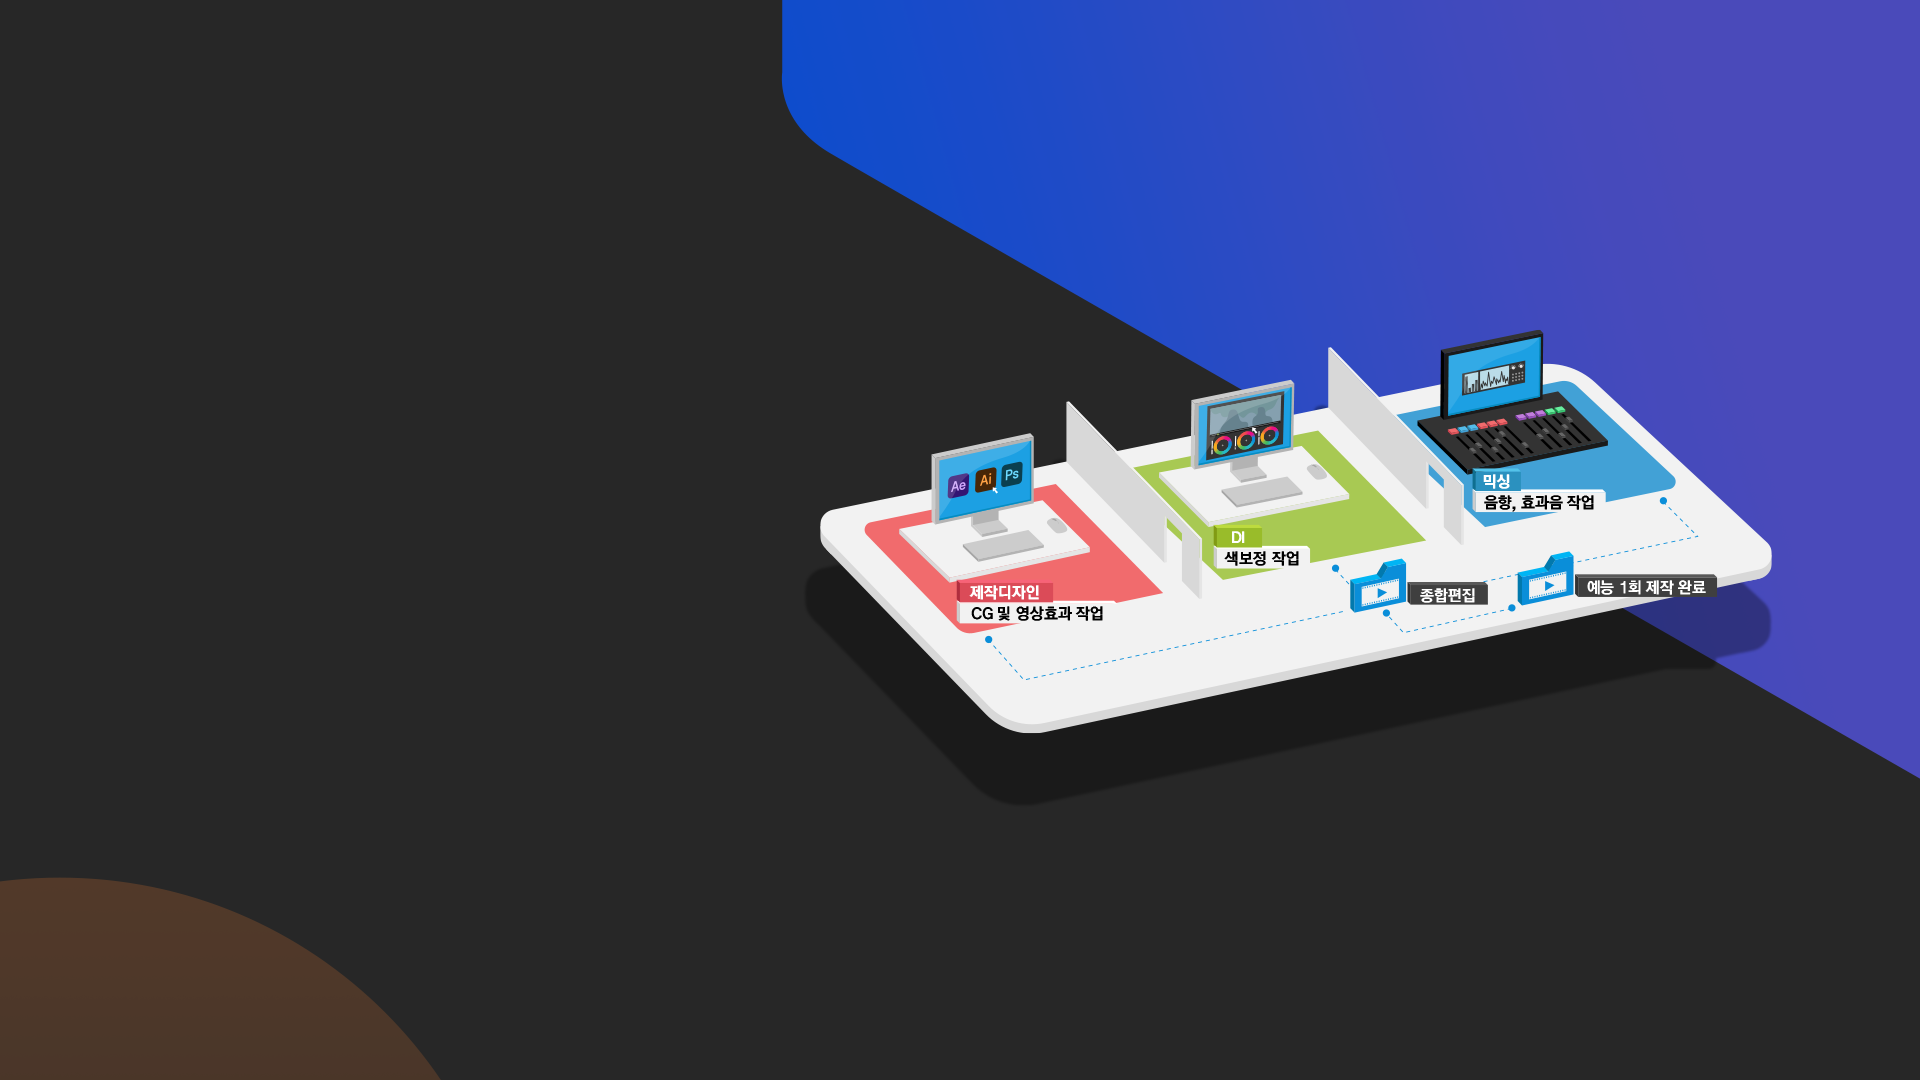 Ae
Ai
Ps
제작디자인
CG 및 영상효과 작업
DI
색보정 작업
믹싱
음향, 효과음 작업
종합편집
예능 1회 제작 완료